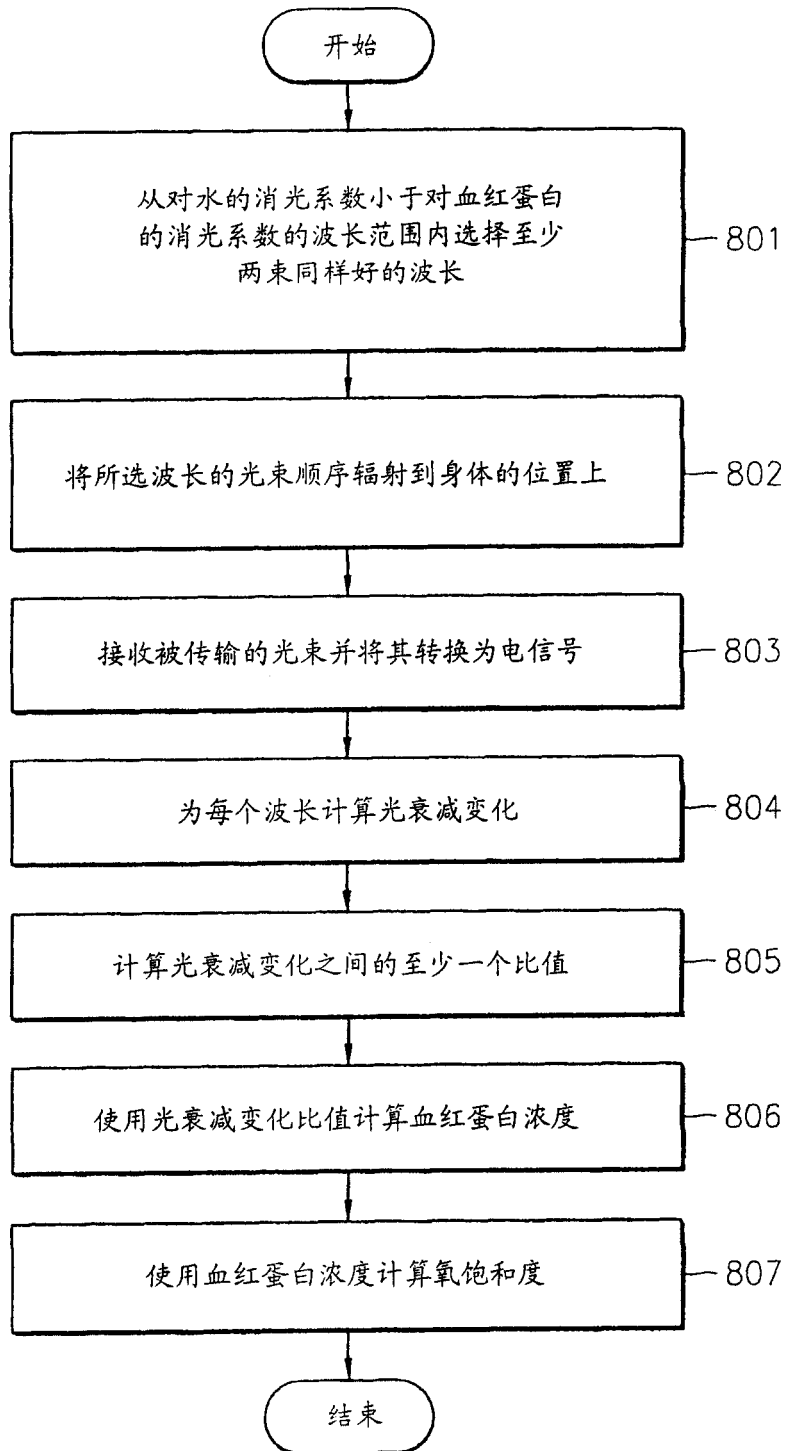 开始
从对水的消光系数小于对血红蛋白
的消光系数的波长范围内选择至少
两束同样好的波长
801
将所选波长的光束顺序辐射到身体的位置上
802
接收被传输的光束并将其转换为电信号
803
为每个波长计算光衰减变化
804
计算光衰减变化之间的至少一个比值
805
使用光衰减变化比值计算血红蛋白浓度
806
使用血红蛋白浓度计算氧饱和度
807
结束